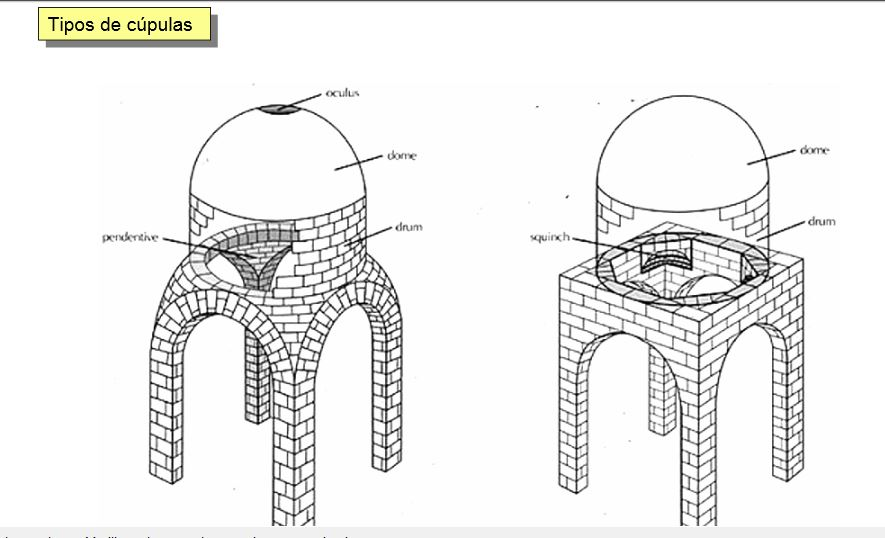 Tipos de cúpulas
oculus
dome
pendentive
drum
dome
squinch
drum